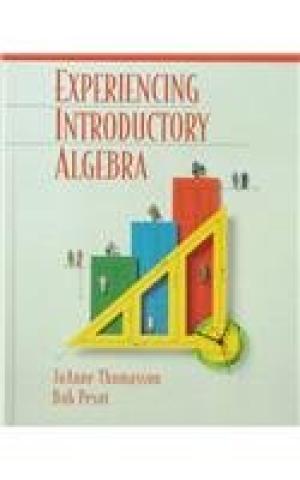 EXPERIENCING
INTRODUCTORY
ALGEBRA
JoAnne Thomasson
Bob Pesut